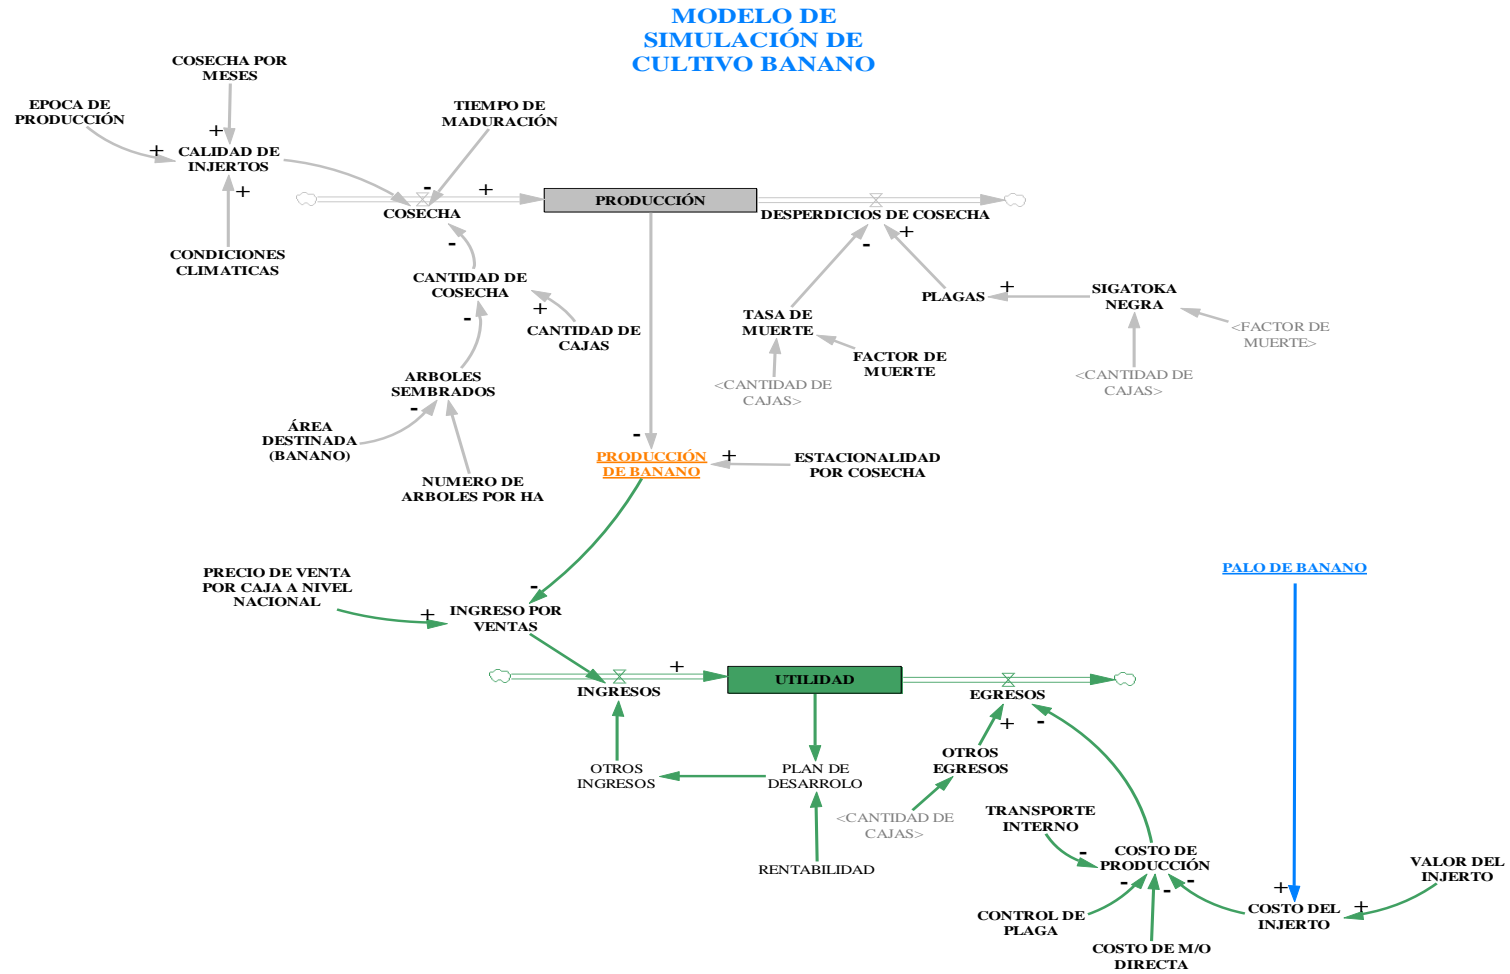 MODELO DE
SIMULACIÓN DE
CULTIVO BANANO
COSECHA POR
MESES
EPOCA DE
PRODUCCIÓN
TIEMPO DE
MADURACIÓN
+
+
CALIDAD DE
INJERTOS
+
-
+
COSECHA
PRODUCCIÓN
DESPERDICIOS DE COSECHA
CONDICIONES
CLIMATICAS
-
-
+
CANTIDAD DE
COSECHA
PLAGAS
+
SIGATOKA
NEGRA
-
+
CANTIDAD DE
CAJAS
TASA DE
MUERTE
FACTOR DE
MUERTE
<FACTOR DE
MUERTE>
<CANTIDAD DE
CAJAS>
<CANTIDAD DE
CAJAS>
ARBOLES
SEMBRADOS
-
ÁREA
DESTINADA
(BANANO)
NUMERO DE
ARBOLES POR HA
-
PRODUCCIÓN
DE BANANO
+
ESTACIONALIDAD
POR COSECHA
PRECIO DE VENTA
POR CAJA A NIVEL
NACIONAL
-
+
INGRESO POR
VENTAS
PALO DE BANANO
+
INGRESOS
UTILIDAD
EGRESOS
+
-
OTROS
INGRESOS
PLAN DE
DESARROLO
OTROS
EGRESOS
<CANTIDAD DE
CAJAS>
RENTABILIDAD
TRANSPORTE
INTERNO
-
COSTO DE
PRODUCCIÓN
VALOR DEL
INJERTO
-
-
-
+
+
CONTROL DE
PLAGA
COSTO DEL
INJERTO
COSTO DE M/O
DIRECTA